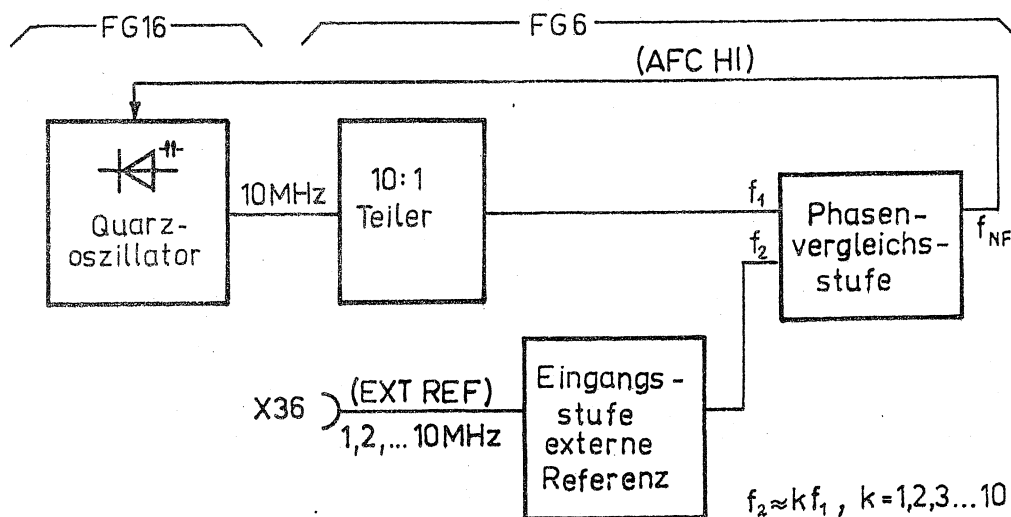 FG16
FG6
(AFC HI)
10MHz
10:1
Teiler
Quarz-
oszillator
f₁
f₂
Phasen-
vergleichs-
stufe
f_NF
X36
(EXT REF)
1,2,...10MHz
Eingangs-
stufe
externe
Referenz
f₂≈kf₁, k=1,2,3...10